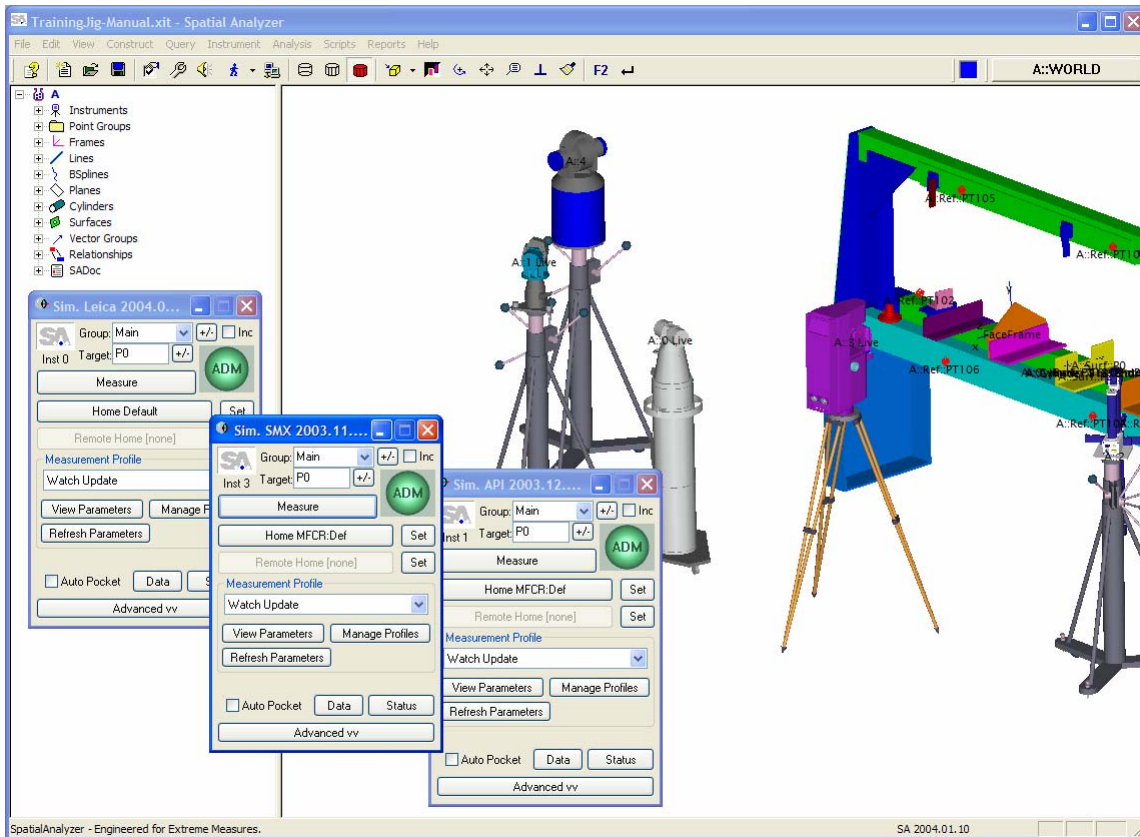 TrainingJig-Manual.xit - Spatial Analyzer
File Edit View Construct Query Instrument Analysis Scripts Reports Help
F2
A::WORLD
A
Instruments
Point Groups
Frames
Lines
BSplines
Planes
Cylinders
Surfaces
Vector Groups
Relationships
SADoc
A::4
A::1 Live
A::0 Live
A::3 Live
A::Ref::PT105
A::Ref::PT102
FaceFrame
Y
X
A::Ref::PT106
A::Surf::P0
A::2
Sim. Leica 2004.0...
SA
Inst 0
Group: Main +/- Inc
Target: P0 +/-
ADM
Measure
Home Default Set
Remote Home [none]
Measurement Profile
Watch Update
View Parameters
Refresh Parameters
Auto Pocket Data
Advanced vv
Sim. SMX 2003.11....
SA
Inst 3
Group: Main +/- Inc
Target: P0 +/-
ADM
Measure
Home MFCR:Def Set
Remote Home [none] Set
Measurement Profile
Watch Update
View Parameters Manage Profiles
Refresh Parameters
Auto Pocket Data Status
Advanced vv
Sim. API 2003.12....
Inst 1
Group: Main +/- Inc
Target: P0 +/-
ADM
Measure
Home MFCR:Def Set
Remote Home [none] Set
Measurement Profile
Watch Update
View Parameters Manage Profiles
Refresh Parameters
Auto Pocket Data Status
Advanced vv
SpatialAnalyzer - Engineered for Extreme Measures.
SA 2004.01.10